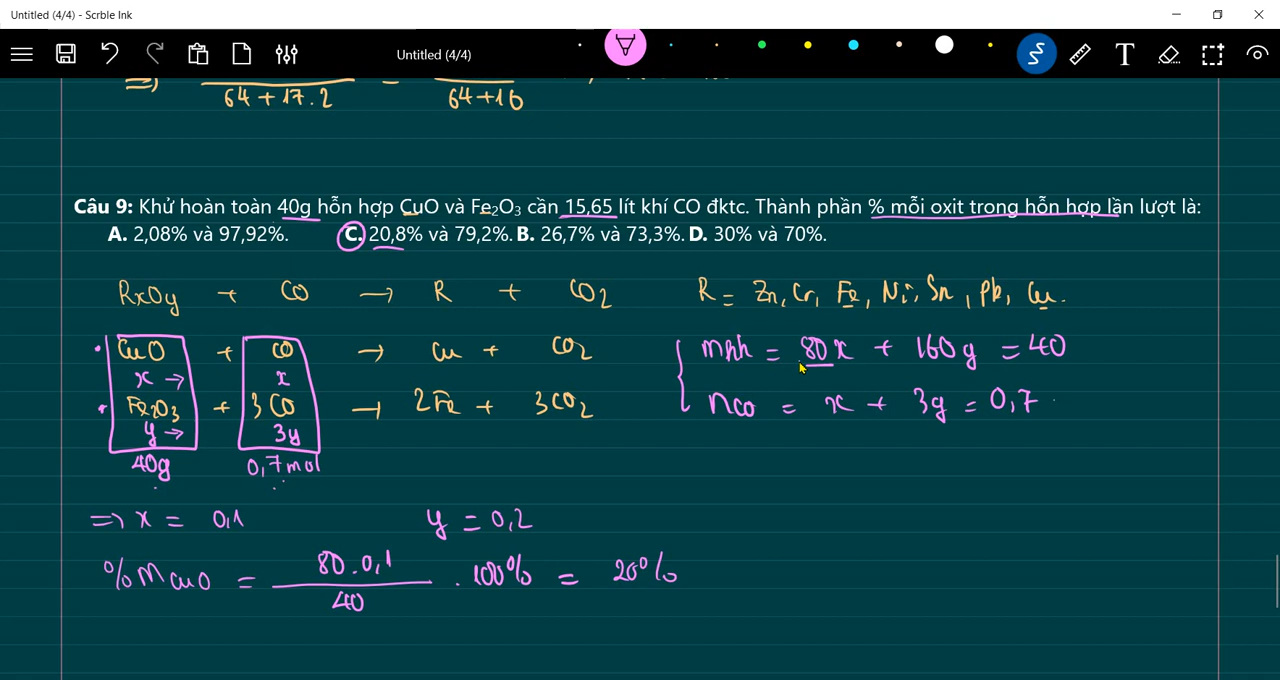 Untitled (4/4) - Scrble Ink
Untitled (4/4)
=> 64 + 17.2 = 64 + 16
Câu 9: Khử hoàn toàn 40g hỗn hợp CuO và Fe₂O₃ cần 15,65 lít khí CO đktc. Thành phần % mỗi oxit trong hỗn hợp lần lượt là:
A. 2,08% và 97,92%. C. 20,8% và 79,2%. B. 26,7% và 73,3%. D. 30% và 70%.
RxOy + CO → R + CO₂ R = Zn, Cr, Fe, Ni, Sn, Pb, Cu.
CuO + CO → Cu + CO₂ mhh = 80x + 160y = 40
x → x
Fe₂O₃ + 3CO → 2Fe + 3CO₂ nco = x + 3y = 0,7
y → 3y
40g 0,7mol
=> x = 0,1 y = 0,2
%mCuO = 80.0,1 / 40 . 100% = 20%